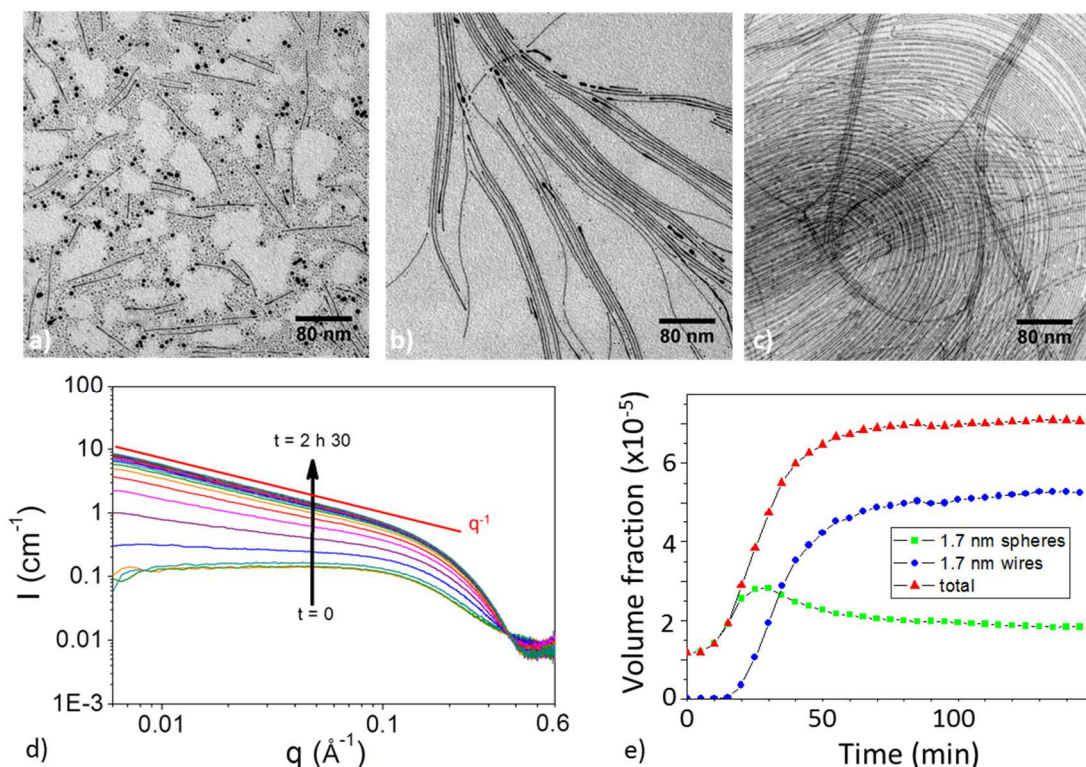 a)
80 nm
b)
80 nm
c)
80 nm
100
10
1
0.1
0.01
1E-3
I (cm⁻¹)
t = 2 h 30
q⁻¹
t = 0
0.01
0.1
0.6
q (Å⁻¹)
d)
Volume fraction (x10⁻⁵)
6
4
2
0
1.7 nm spheres
1.7 nm wires
total
0
50
100
Time (min)
e)